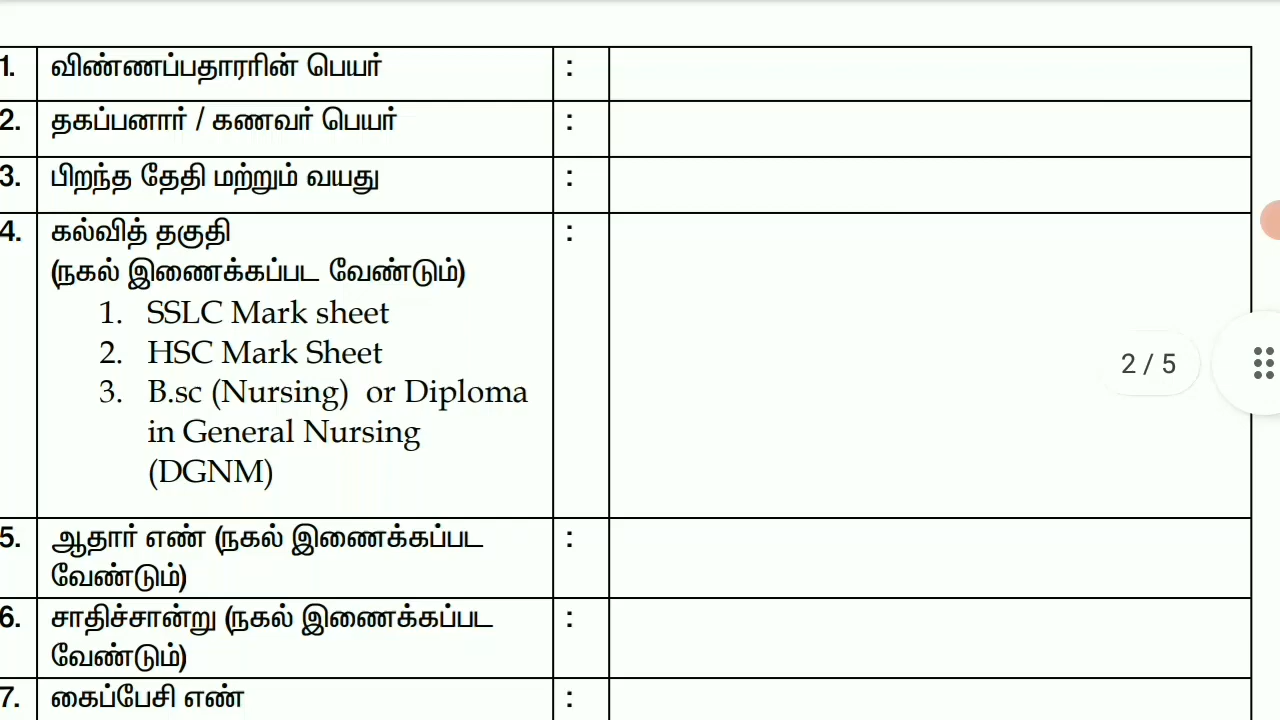 1. விண்ணப்பதாரரின் பெயர் :
2. தகப்பனார் / கணவர் பெயர் :
3. பிறந்த தேதி மற்றும் வயது :
4. கல்வித் தகுதி :
(நகல் இணைக்கப்பட வேண்டும்)
1. SSLC Mark sheet
2. HSC Mark Sheet
2 / 5
3. B.sc (Nursing) or Diploma
in General Nursing
(DGNM)
5. ஆதார் எண் (நகல் இணைக்கப்பட :
வேண்டும்)
6. சாதிச்சான்று (நகல் இணைக்கப்பட :
வேண்டும்)
7. கைப்பேசி எண் :